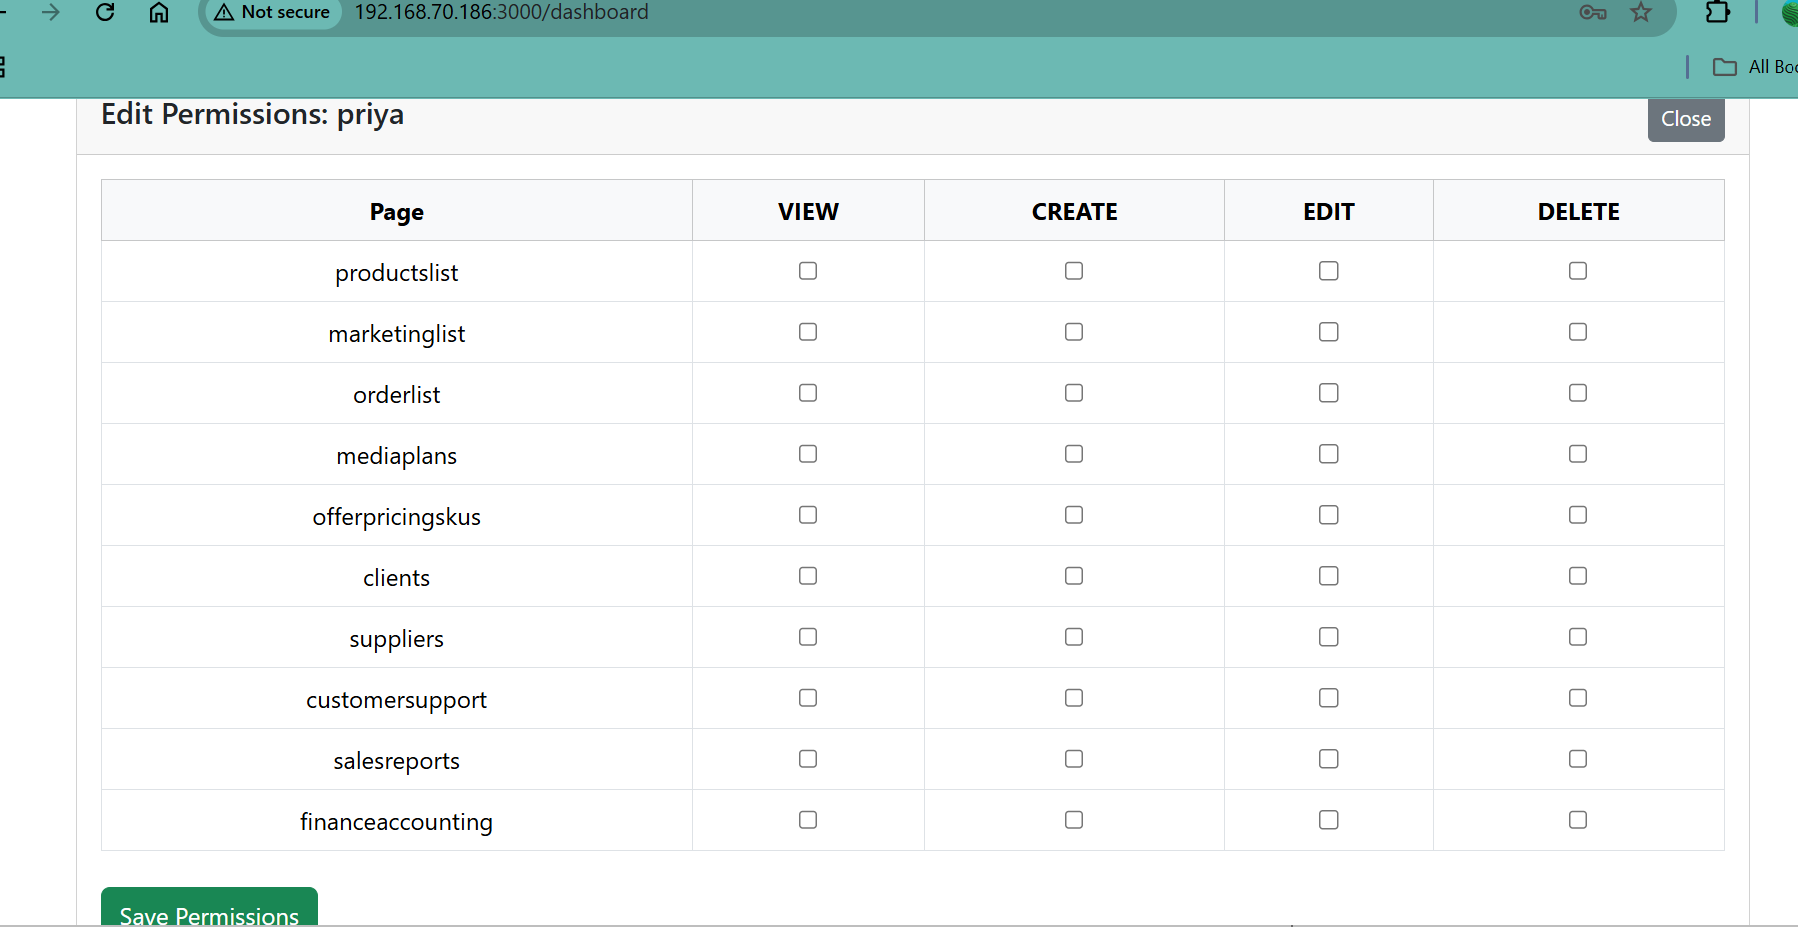 Not secure 192.168.70.186:3000/dashboard
All Boo
Edit Permissions: priya
Close
Page VIEW CREATE EDIT DELETE
productslist
marketinglist
orderlist
mediaplans
offerpricingskus
clients
suppliers
customersupport
salesreports
financeaccounting
Save Permissions